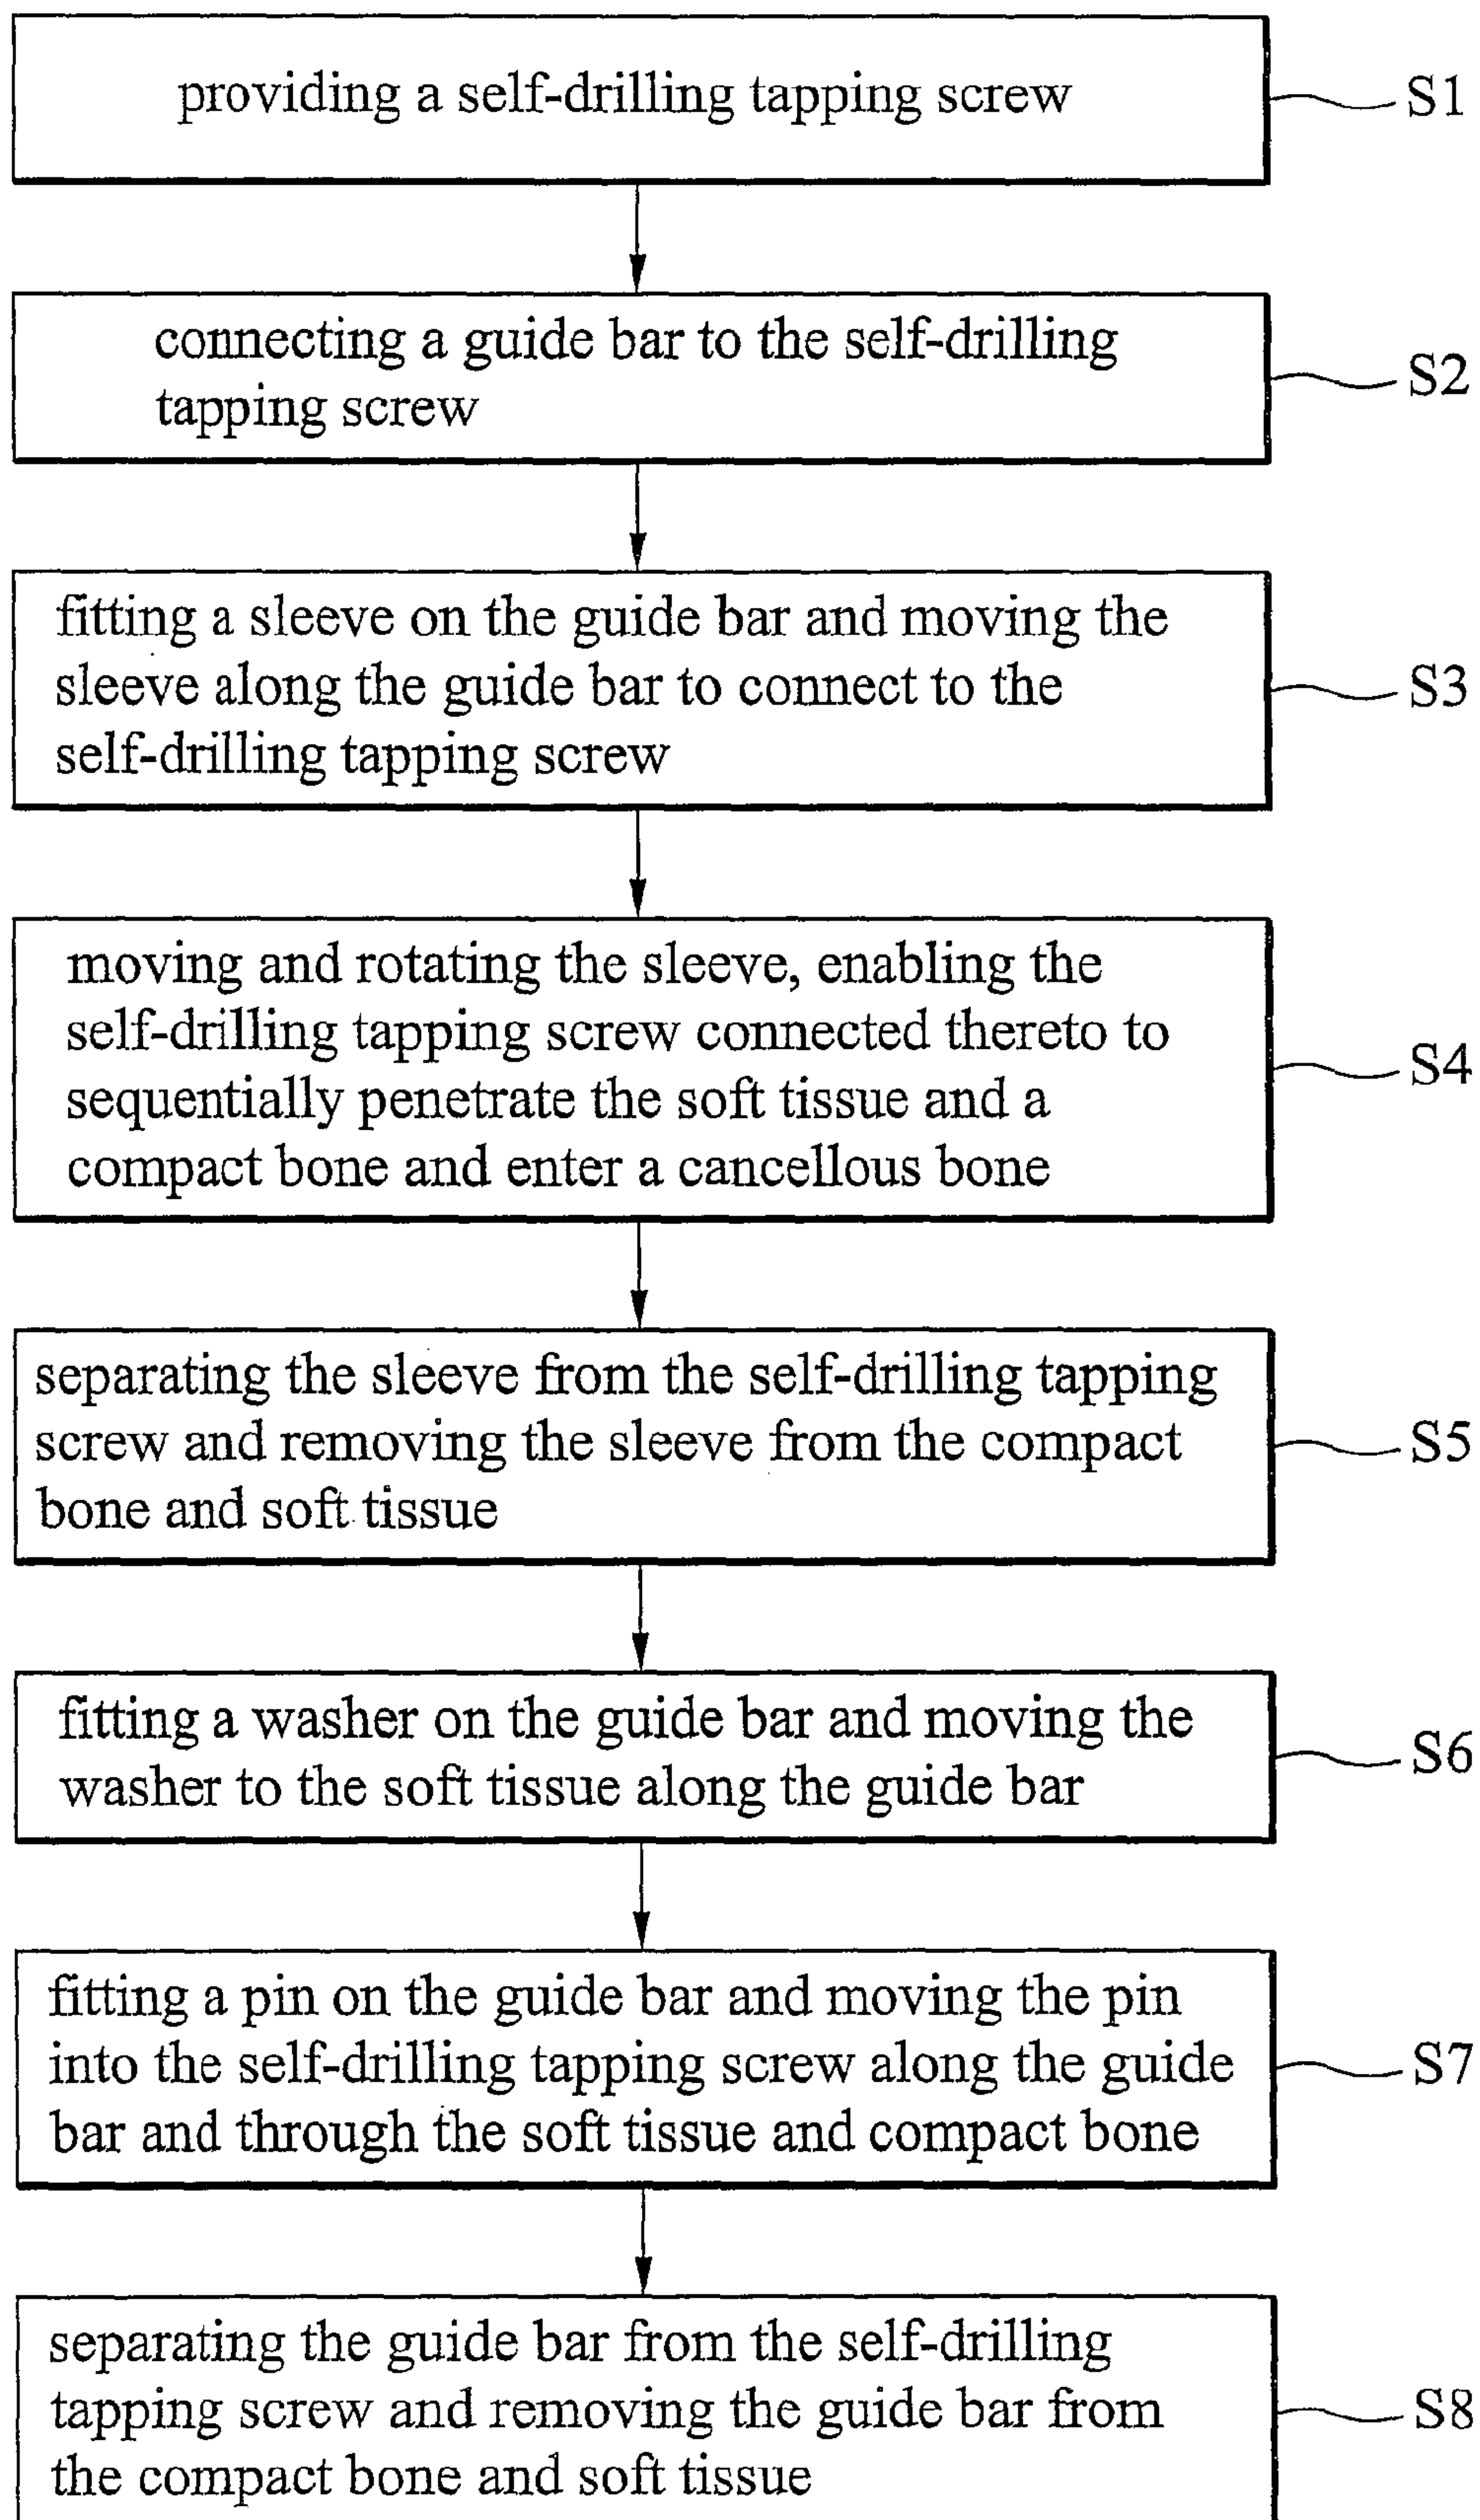 providing a self-drilling tapping screw
S1
connecting a guide bar to the self-drilling
tapping screw
S2
fitting a sleeve on the guide bar and moving the
sleeve along the guide bar to connect to the
self-drilling tapping screw
S3
moving and rotating the sleeve, enabling the
self-drilling tapping screw connected thereto to
sequentially penetrate the soft tissue and a
compact bone and enter a cancellous bone
S4
separating the sleeve from the self-drilling tapping
screw and removing the sleeve from the compact
bone and soft tissue
S5
fitting a washer on the guide bar and moving the
washer to the soft tissue along the guide bar
S6
fitting a pin on the guide bar and moving the pin
into the self-drilling tapping screw along the guide
bar and through the soft tissue and compact bone
S7
separating the guide bar from the self-drilling
tapping screw and removing the guide bar from
the compact bone and soft tissue
S8